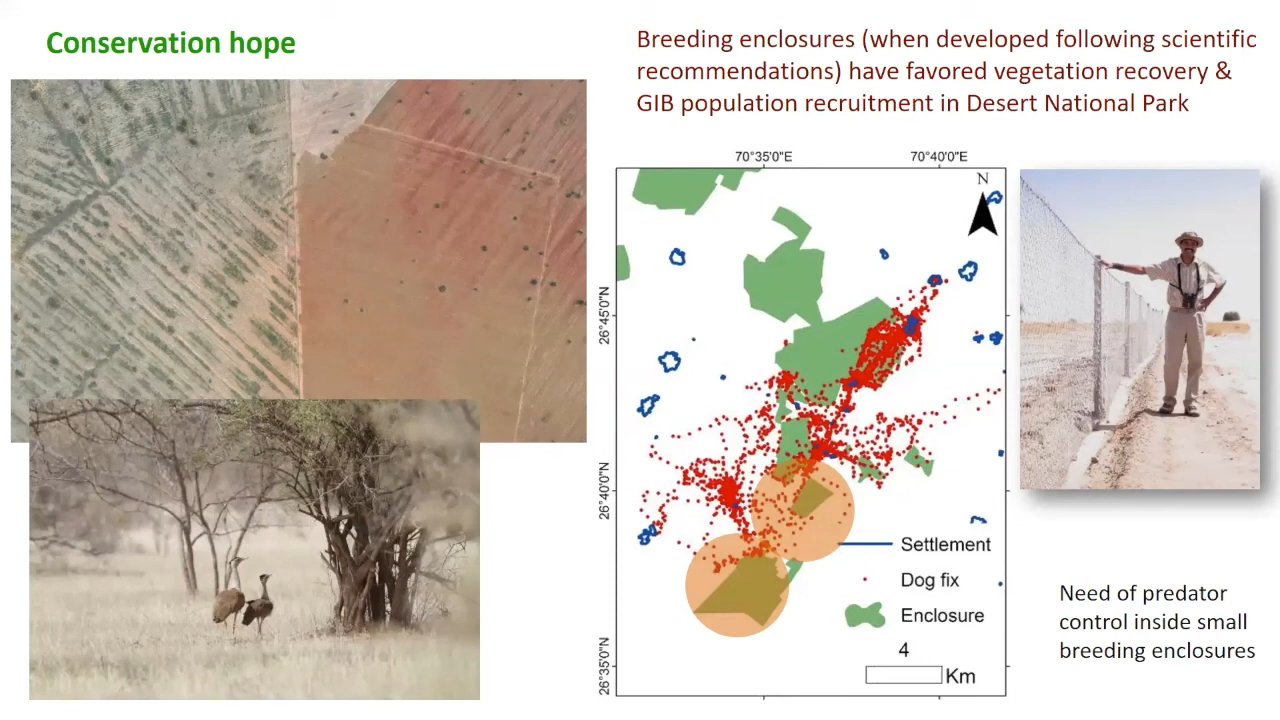 Conservation hope
Breeding enclosures (when developed following scientific
recommendations) have favored vegetation recovery &
GIB population recruitment in Desert National Park
70°35'0"E
70°40'0"E
N
26°45'0"N
26°40'0"N
26°35'0"N
Settlement
Dog fix
Enclosure
4
Km
Need of predator
control inside small
breeding enclosures